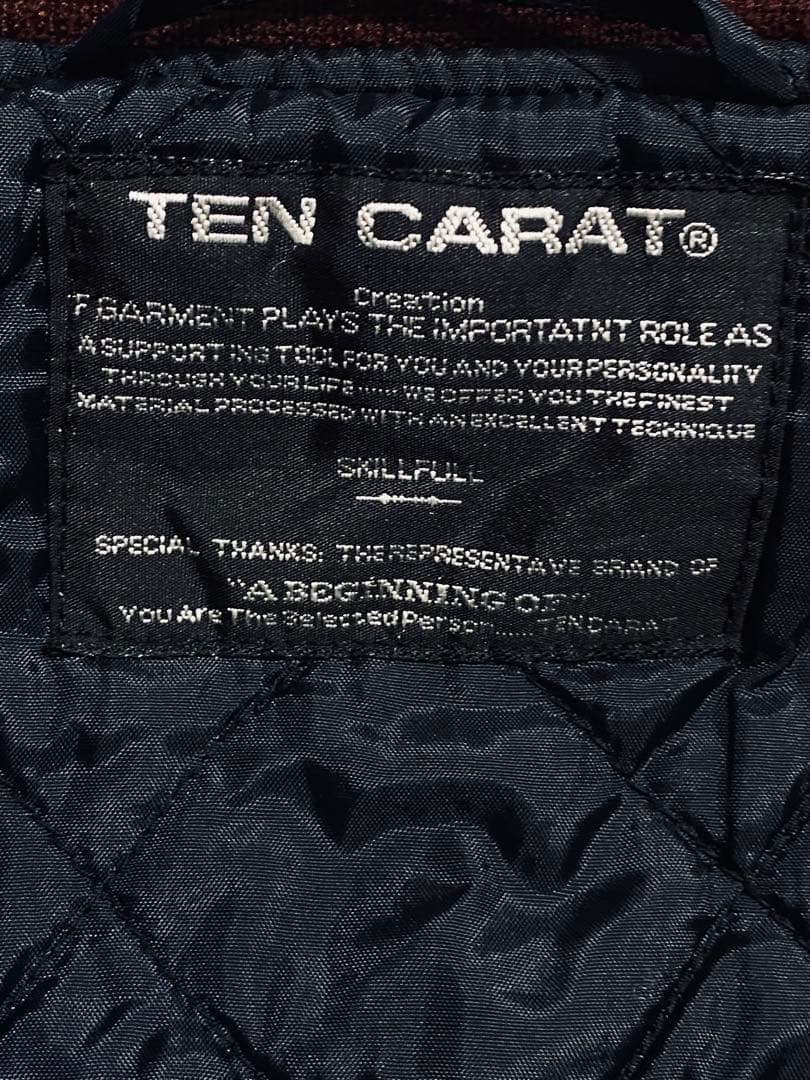 TEN CARAT®
Creation
"F GARMENT PLAYS THE IMPORTATNT ROLE AS
A SUPPORTING TOOL FOR YOU AND YOUR PERSONALITY
THROUGH YOUR LIFE ..... WE OFFER YOU THE FINEST
MATERIAL PROCESSED WITH AN EXCELLENT TECHNIQUE
SKILLFULL
SPECIAL THANKS: THE REPRESENTAVE BRAND OF
"A BEGINNING OF"
You Are The Selected Person..... TEN CARAT